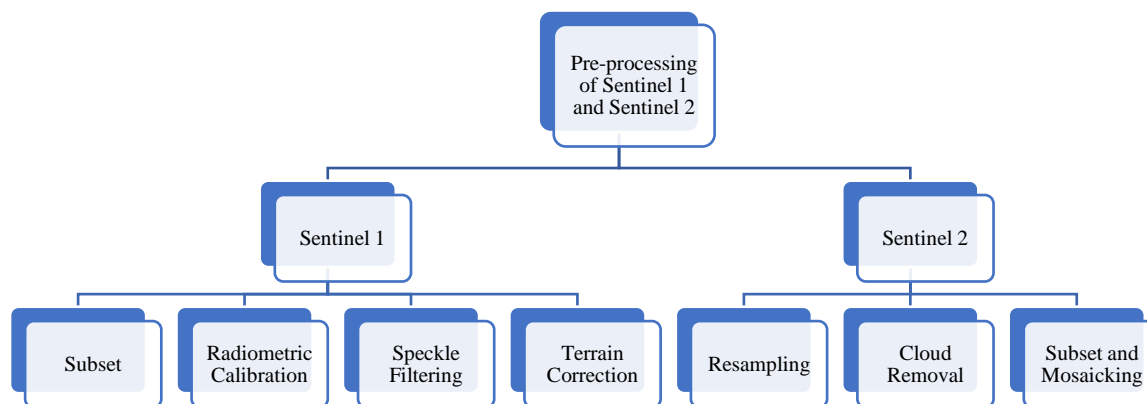 Pre-processing
of Sentinel 1
and Sentinel 2
Sentinel 1
Sentinel 2
Subset
Radiometric
Calibration
Speckle
Filtering
Terrain
Correction
Resampling
Cloud
Removal
Subset and
Mosaicking